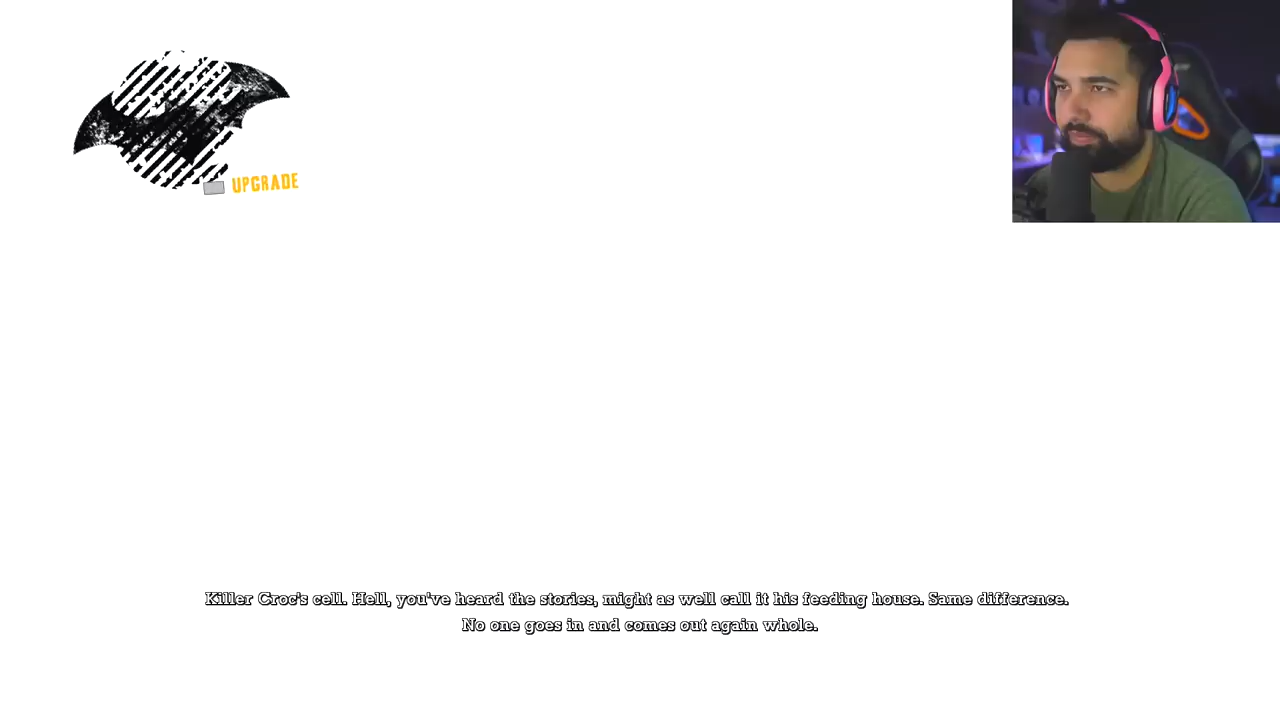 UPGRADE
Killer Croc's cell. Hell, you've heard the stories, might as well call it his feeding house. Same difference.
No one goes in and comes out again whole.